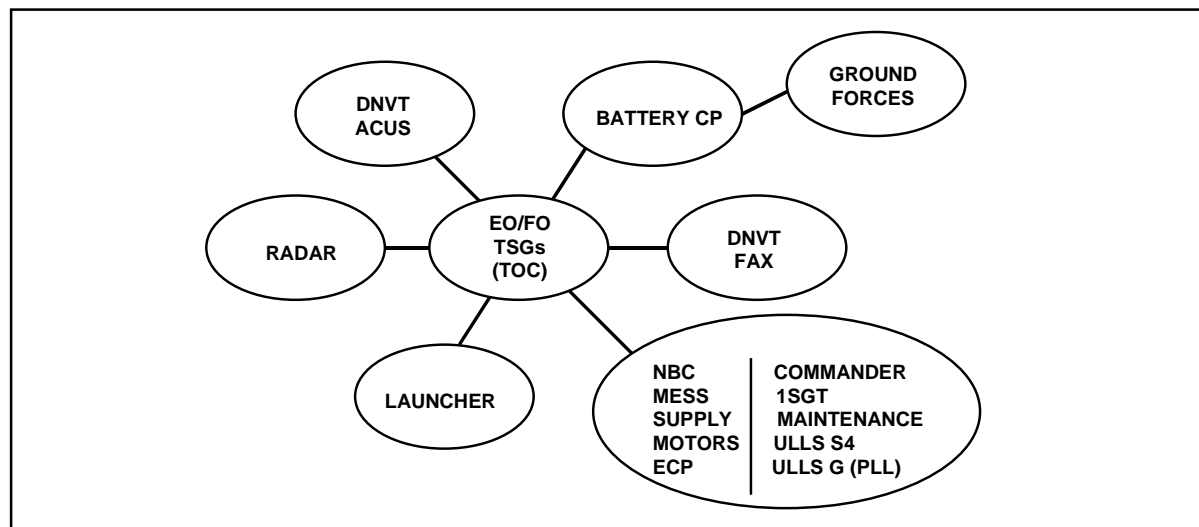 GROUND
FORCES
DNVT
ACUS
BATTERY CP
EO/FO
TSGs
(TOC)
RADAR
DNVT
FAX
LAUNCHER
NBC
MESS
SUPPLY
MOTORS
ECP
COMMANDER
1SGT
MAINTENANCE
ULLS S4
ULLS G (PLL)